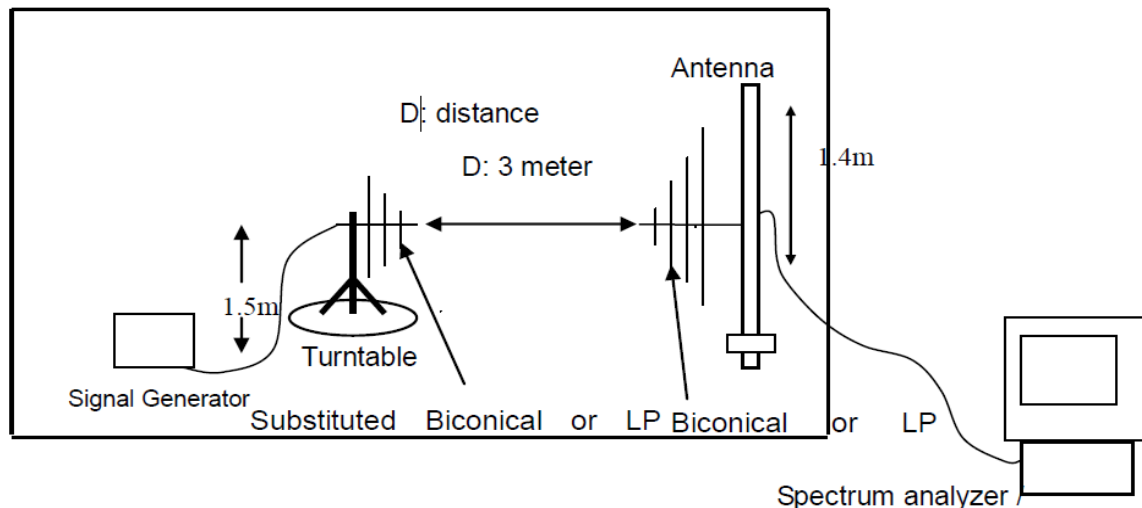 Antenna
D: distance
D: 3 meter
1.4m
1.5m
Turntable
Signal Generator
Substituted Biconical or LP Biconical or LP
Spectrum analyzer /